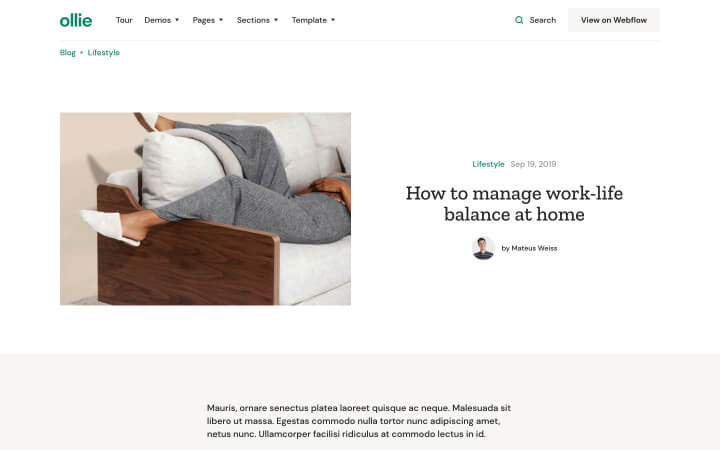 ollie
Tour Demos Pages Sections Template Search View on Webflow
Blog Lifestyle
Lifestyle Sep 19, 2019
How to manage work-life
balance at home
by Mateus Weiss
Mauris, ornare senectus platea laoreet quisque ac neque. Malesuada sit
libero ut massa. Egestas commodo nulla tortor nunc adipiscing amet,
netus nunc. Ullamcorper facilisi ridiculus at commodo lectus in id.